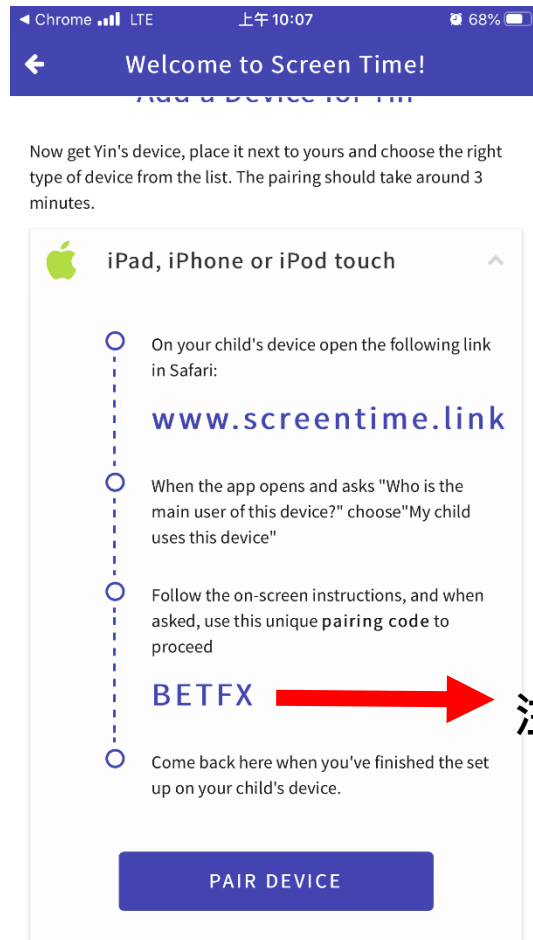 ◀ Chrome LTE 上午10:07 68%
Welcome to Screen Time!
Add a Device for Yin
Now get Yin's device, place it next to yours and choose the right
type of device from the list. The pairing should take around 3
minutes.
iPad, iPhone or iPod touch
On your child's device open the following link
in Safari:
www.screentime.link
When the app opens and asks "Who is the
main user of this device?" choose"My child
uses this device"
Follow the on-screen instructions, and when
asked, use this unique pairing code to
proceed
BETFX
Come back here when you've finished the set
up on your child's device.
PAIR DEVICE